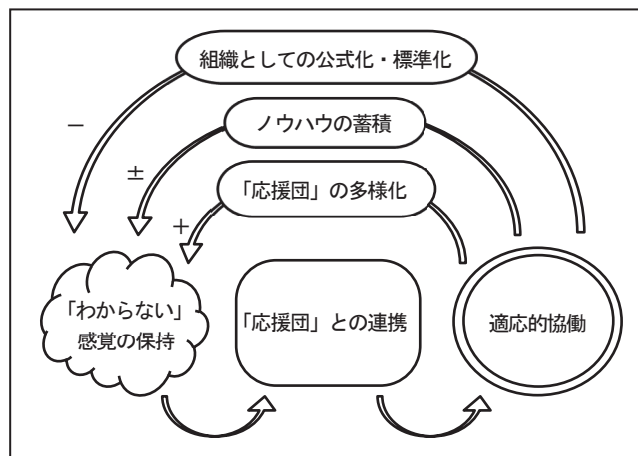 組織としての公式化・標準化
−
ノウハウの蓄積
±
「応援団」の多様化
+
「わからない」
感覚の保持
「応援団」との連携
適応的協働